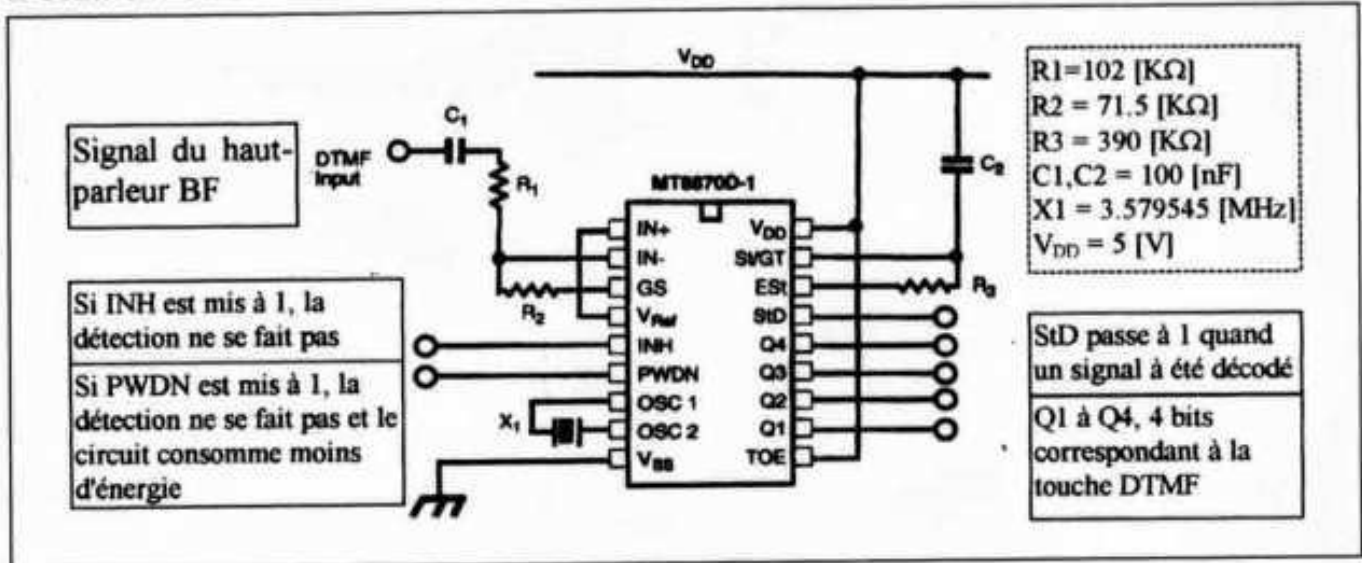 V_DD
Signal du haut-
parleur BF
DTMF
Input
C₁
R₁
R₂
MT8870D-1
IN+
IN-
GS
V_Ref
INH
PWDN
OSC 1
OSC 2
V_SS
V_DD
St/GT
ESt
StD
Q4
Q3
Q2
Q1
TOE
C₂
R₃
X₁
Si INH est mis à 1, la
détection ne se fait pas
Si PWDN est mis à 1, la
détection ne se fait pas et le
circuit consomme moins
d'énergie
R1=102 [KΩ]
R2 = 71.5 [KΩ]
R3 = 390 [KΩ]
C1,C2 = 100 [nF]
X1 = 3.579545 [MHz]
V_DD = 5 [V]
StD passe à 1 quand
un signal à été décodé
Q1 à Q4, 4 bits
correspondant à la
touche DTMF